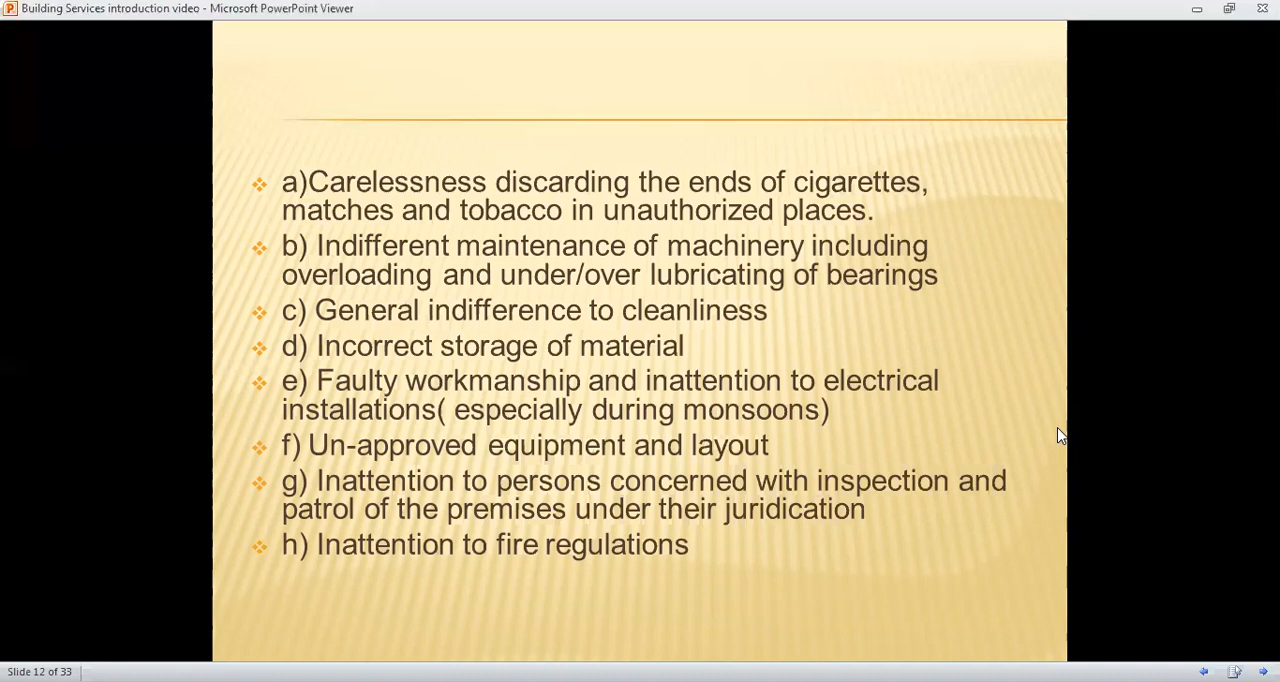 Building Services introduction video - Microsoft PowerPoint Viewer
a)Carelessness discarding the ends of cigarettes,
matches and tobacco in unauthorized places.
b) Indifferent maintenance of machinery including
overloading and under/over lubricating of bearings
c) General indifference to cleanliness
d) Incorrect storage of material
e) Faulty workmanship and inattention to electrical
installations( especially during monsoons)
f) Un-approved equipment and layout
g) Inattention to persons concerned with inspection and
patrol of the premises under their juridication
h) Inattention to fire regulations
Slide 12 of 33